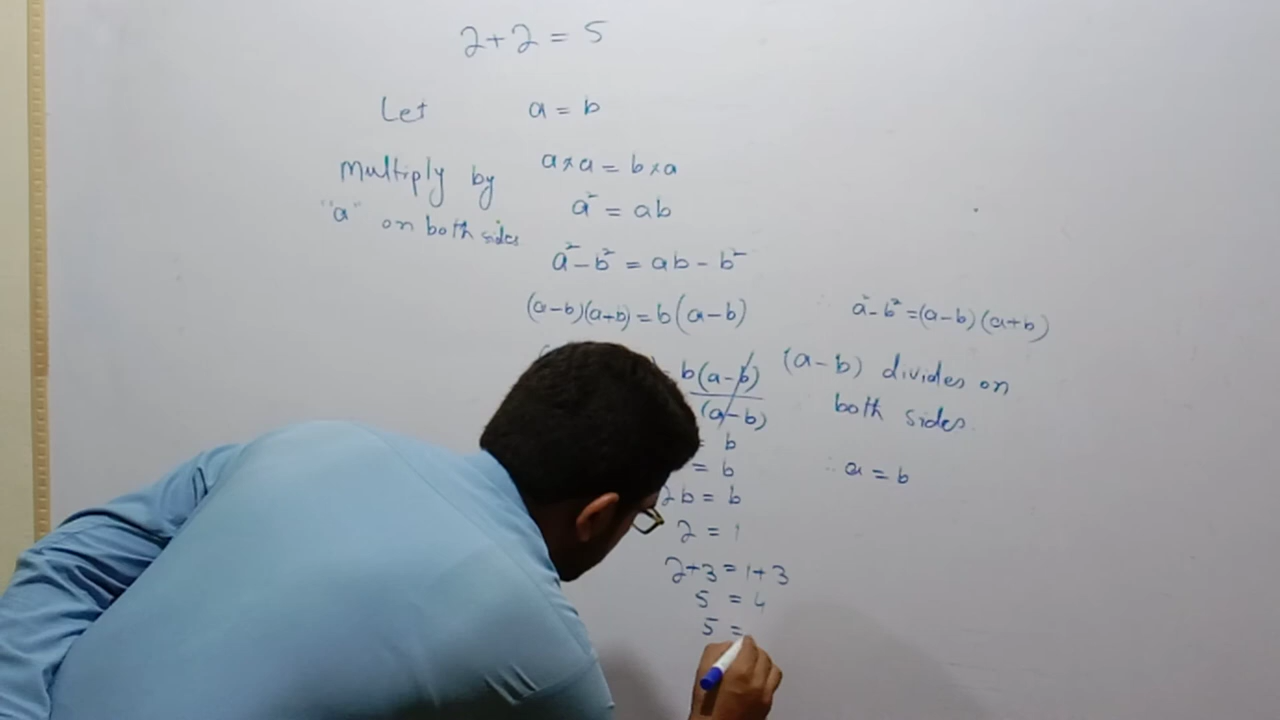 2+2 = 5
Let a = b
Multiply by a×a = b×a
"a" on both sides a² = ab
a²-b² = ab - b²
(a-b)(a+b) = b(a-b) ∵ a²-b² = (a-b)(a+b)
b(a-b) (a-b) divides on
(a-b) both sides.
= b
= b ∵ a = b
2b = b
2 = 1
2+3 = 1+3
5 = 4
5 =